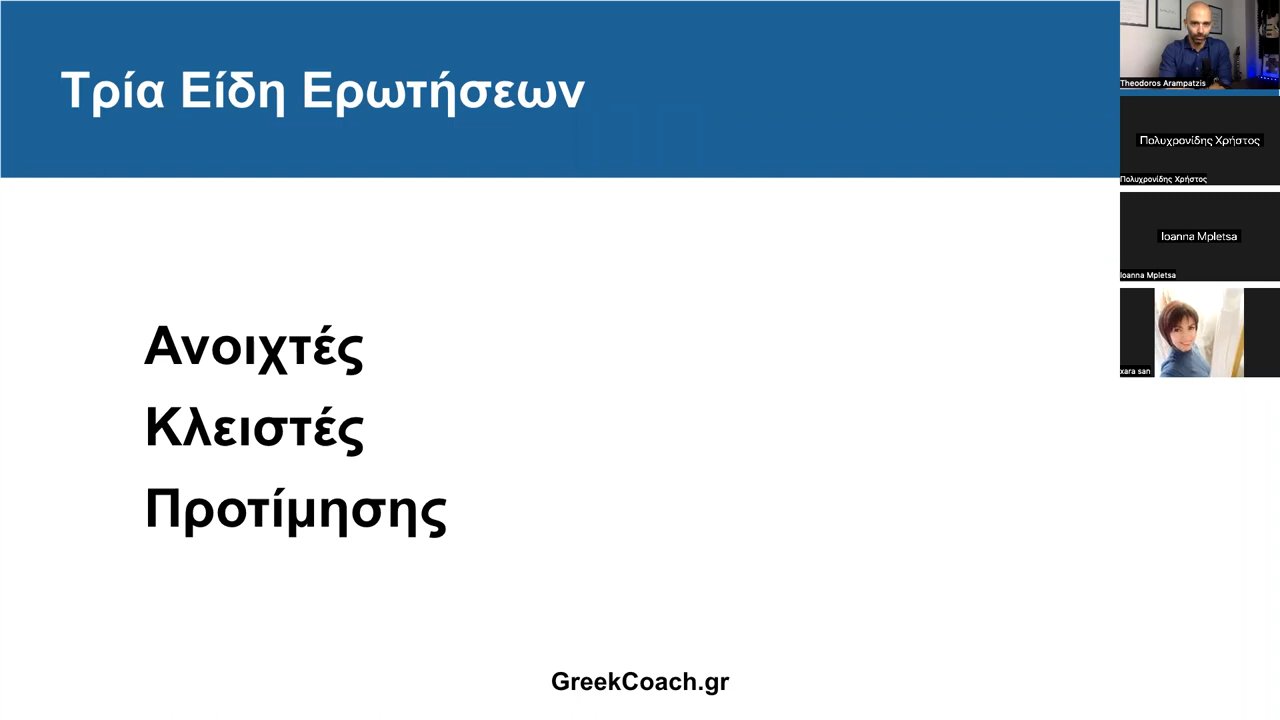 Τρία Είδη Ερωτήσεων
Ανοιχτές
Κλειστές
Προτίμησης
GreekCoach.gr
Theodoros Arampatzis
Πολυχρονίδης Χρήστος
Πολυχρονίδης Χρήστος
Ioanna Mpletsa
Ioanna Mpletsa
xara san